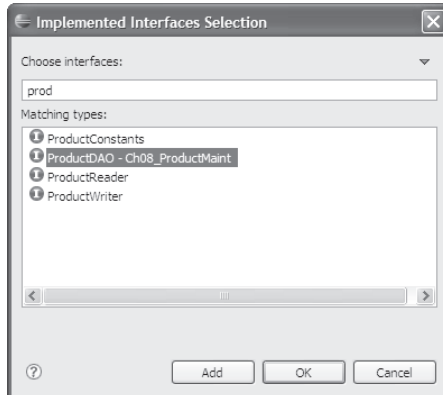 Implemented Interfaces Selection
Choose interfaces:
prod
Matching types:
ProductConstants
ProductDAO - Ch08_ProductMaint
ProductReader
ProductWriter
Add OK Cancel